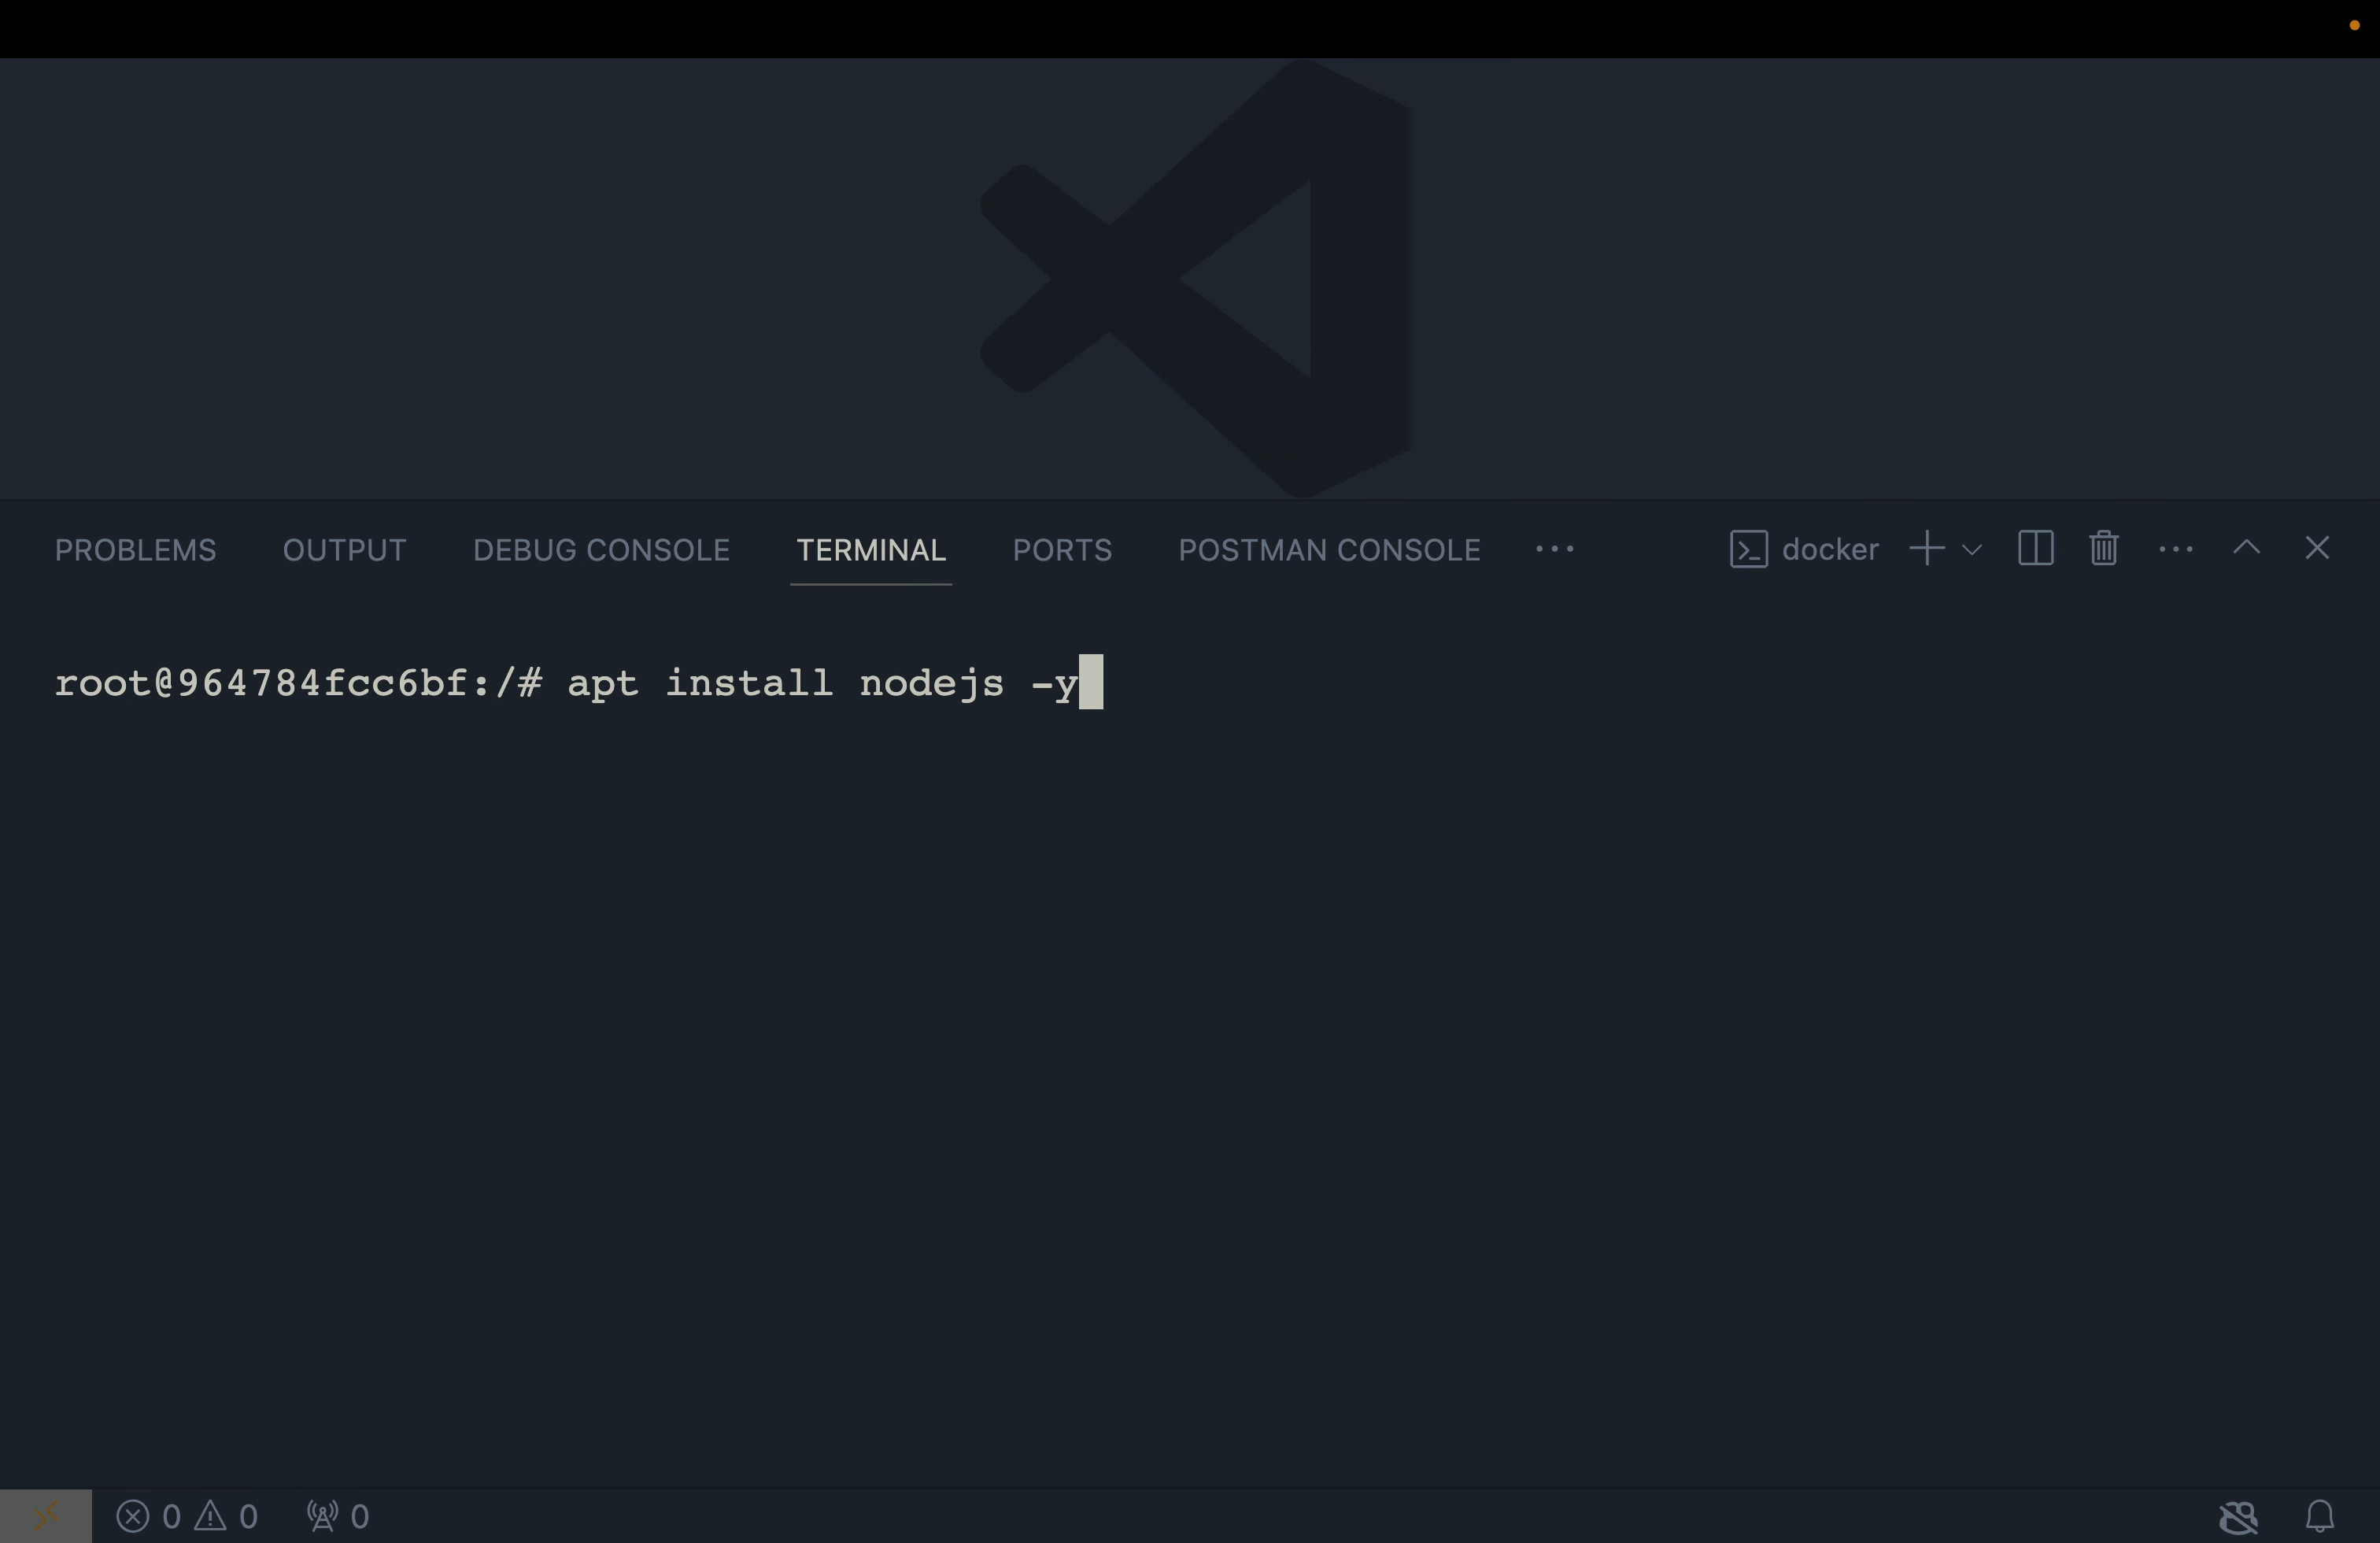 PROBLEMS OUTPUT DEBUG CONSOLE TERMINAL PORTS POSTMAN CONSOLE ··· docker ···
root@964784fcc6bf:/# apt install nodejs -y
0 0 0